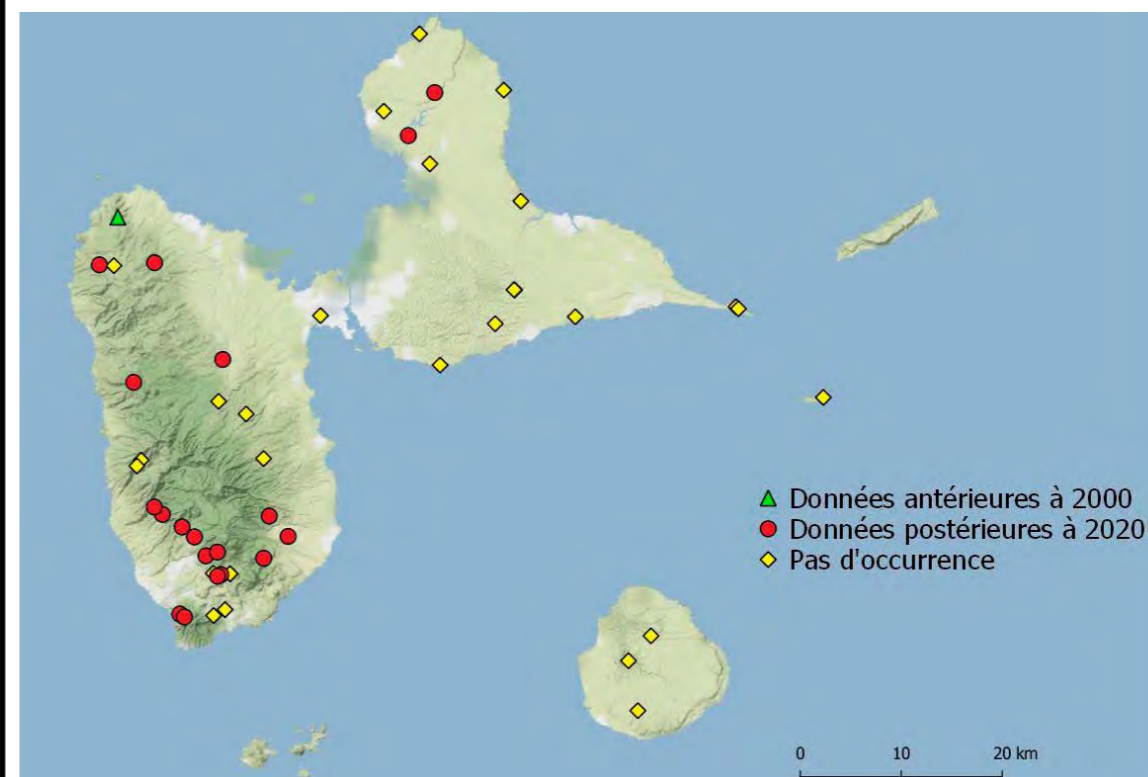 Données antérieures à 2000
Données postérieures à 2020
Pas d'occurrence
0 10 20 km